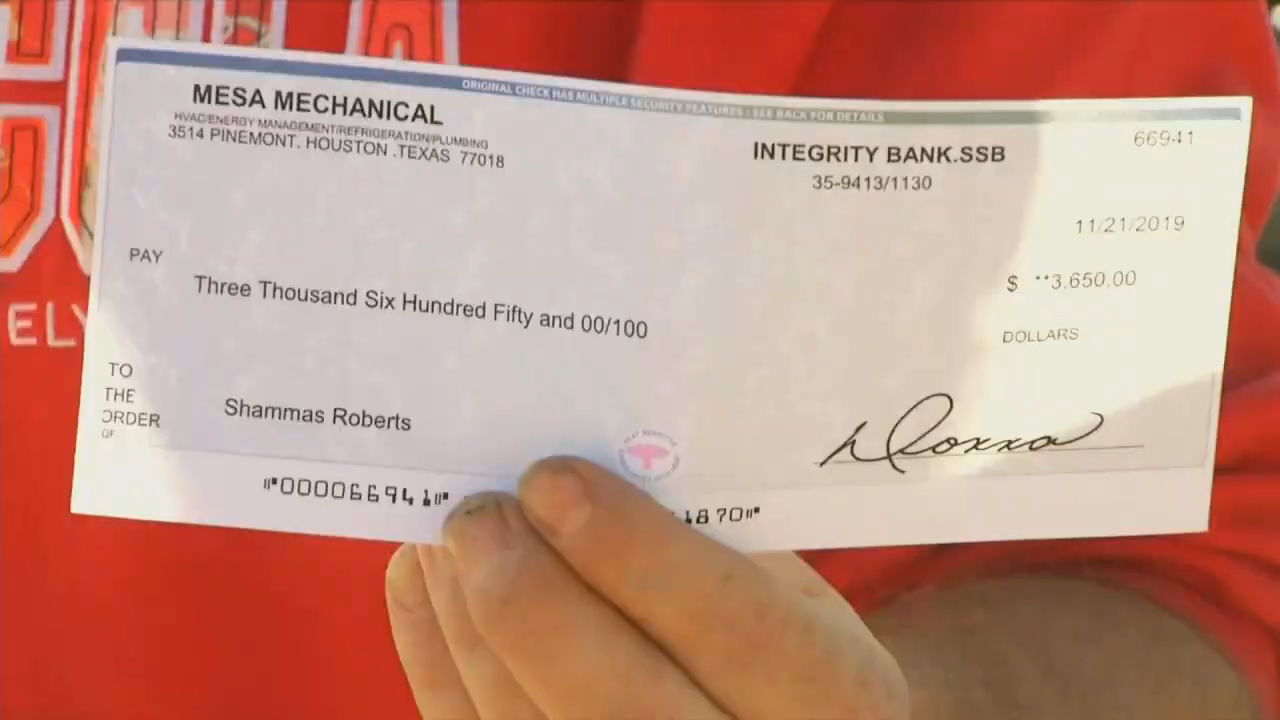 ORIGINAL CHECK HAS MULTIPLE SECURITY FEATURES - SEE BACK FOR DETAILS
MESA MECHANICAL
HVAC/ENERGY MANAGEMENT/REFRIGERATION/PLUMBING
3514 PINEMONT, HOUSTON ,TEXAS 77018
INTEGRITY BANK.SSB
35-9413/1130
66941
11/21/2019
PAY
Three Thousand Six Hundred Fifty and 00/100
$ **3,650.00
DOLLARS
TO
THE
ORDER
OF
Shammas Roberts
⑈000066941⑈
1870⑈
ELY